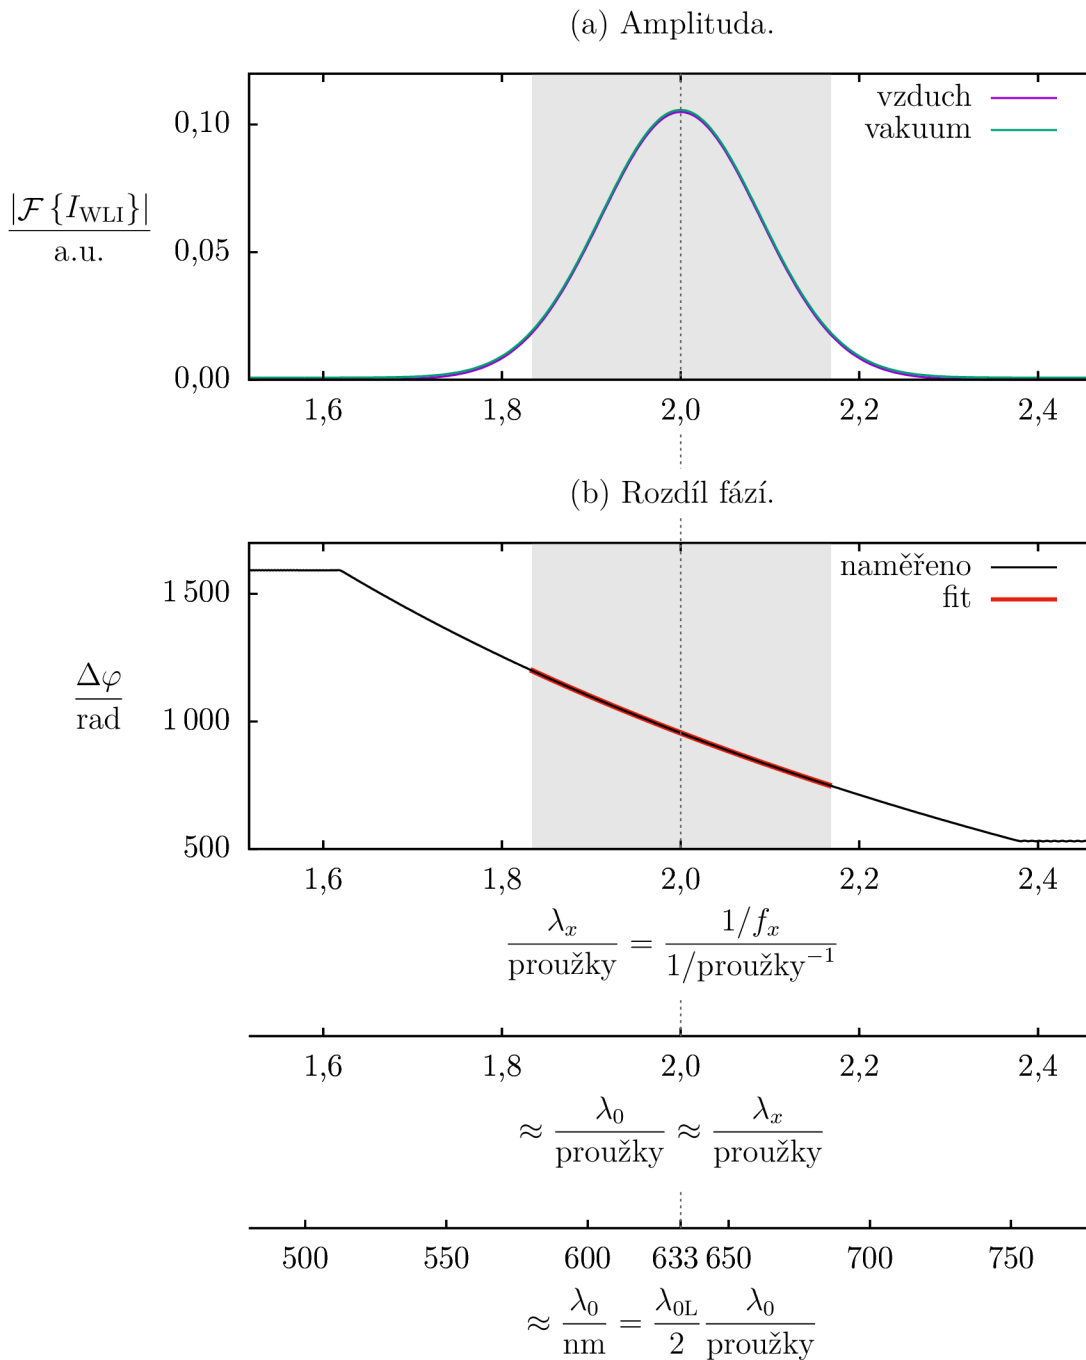 (a) Amplituda.
vzduch
vakuum
|ℱ {I_WLI}| / a.u.
0,10
0,05
0,00
1,6 1,8 2,0 2,2 2,4
(b) Rozdíl fází.
naměřeno
fit
Δφ / rad
1 500
1 000
500
1,6 1,8 2,0 2,2 2,4
λ_x / proužky = 1/f_x / 1/proužky⁻¹
1,6 1,8 2,0 2,2 2,4
≈ λ_0 / proužky ≈ λ_x / proužky
500 550 600 633 650 700 750
≈ λ_0 / nm = λ_0L / 2 λ_0 / proužky